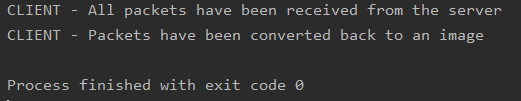 CLIENT - All packets have been received from the server
CLIENT - Packets have been converted back to an image
Process finished with exit code 0